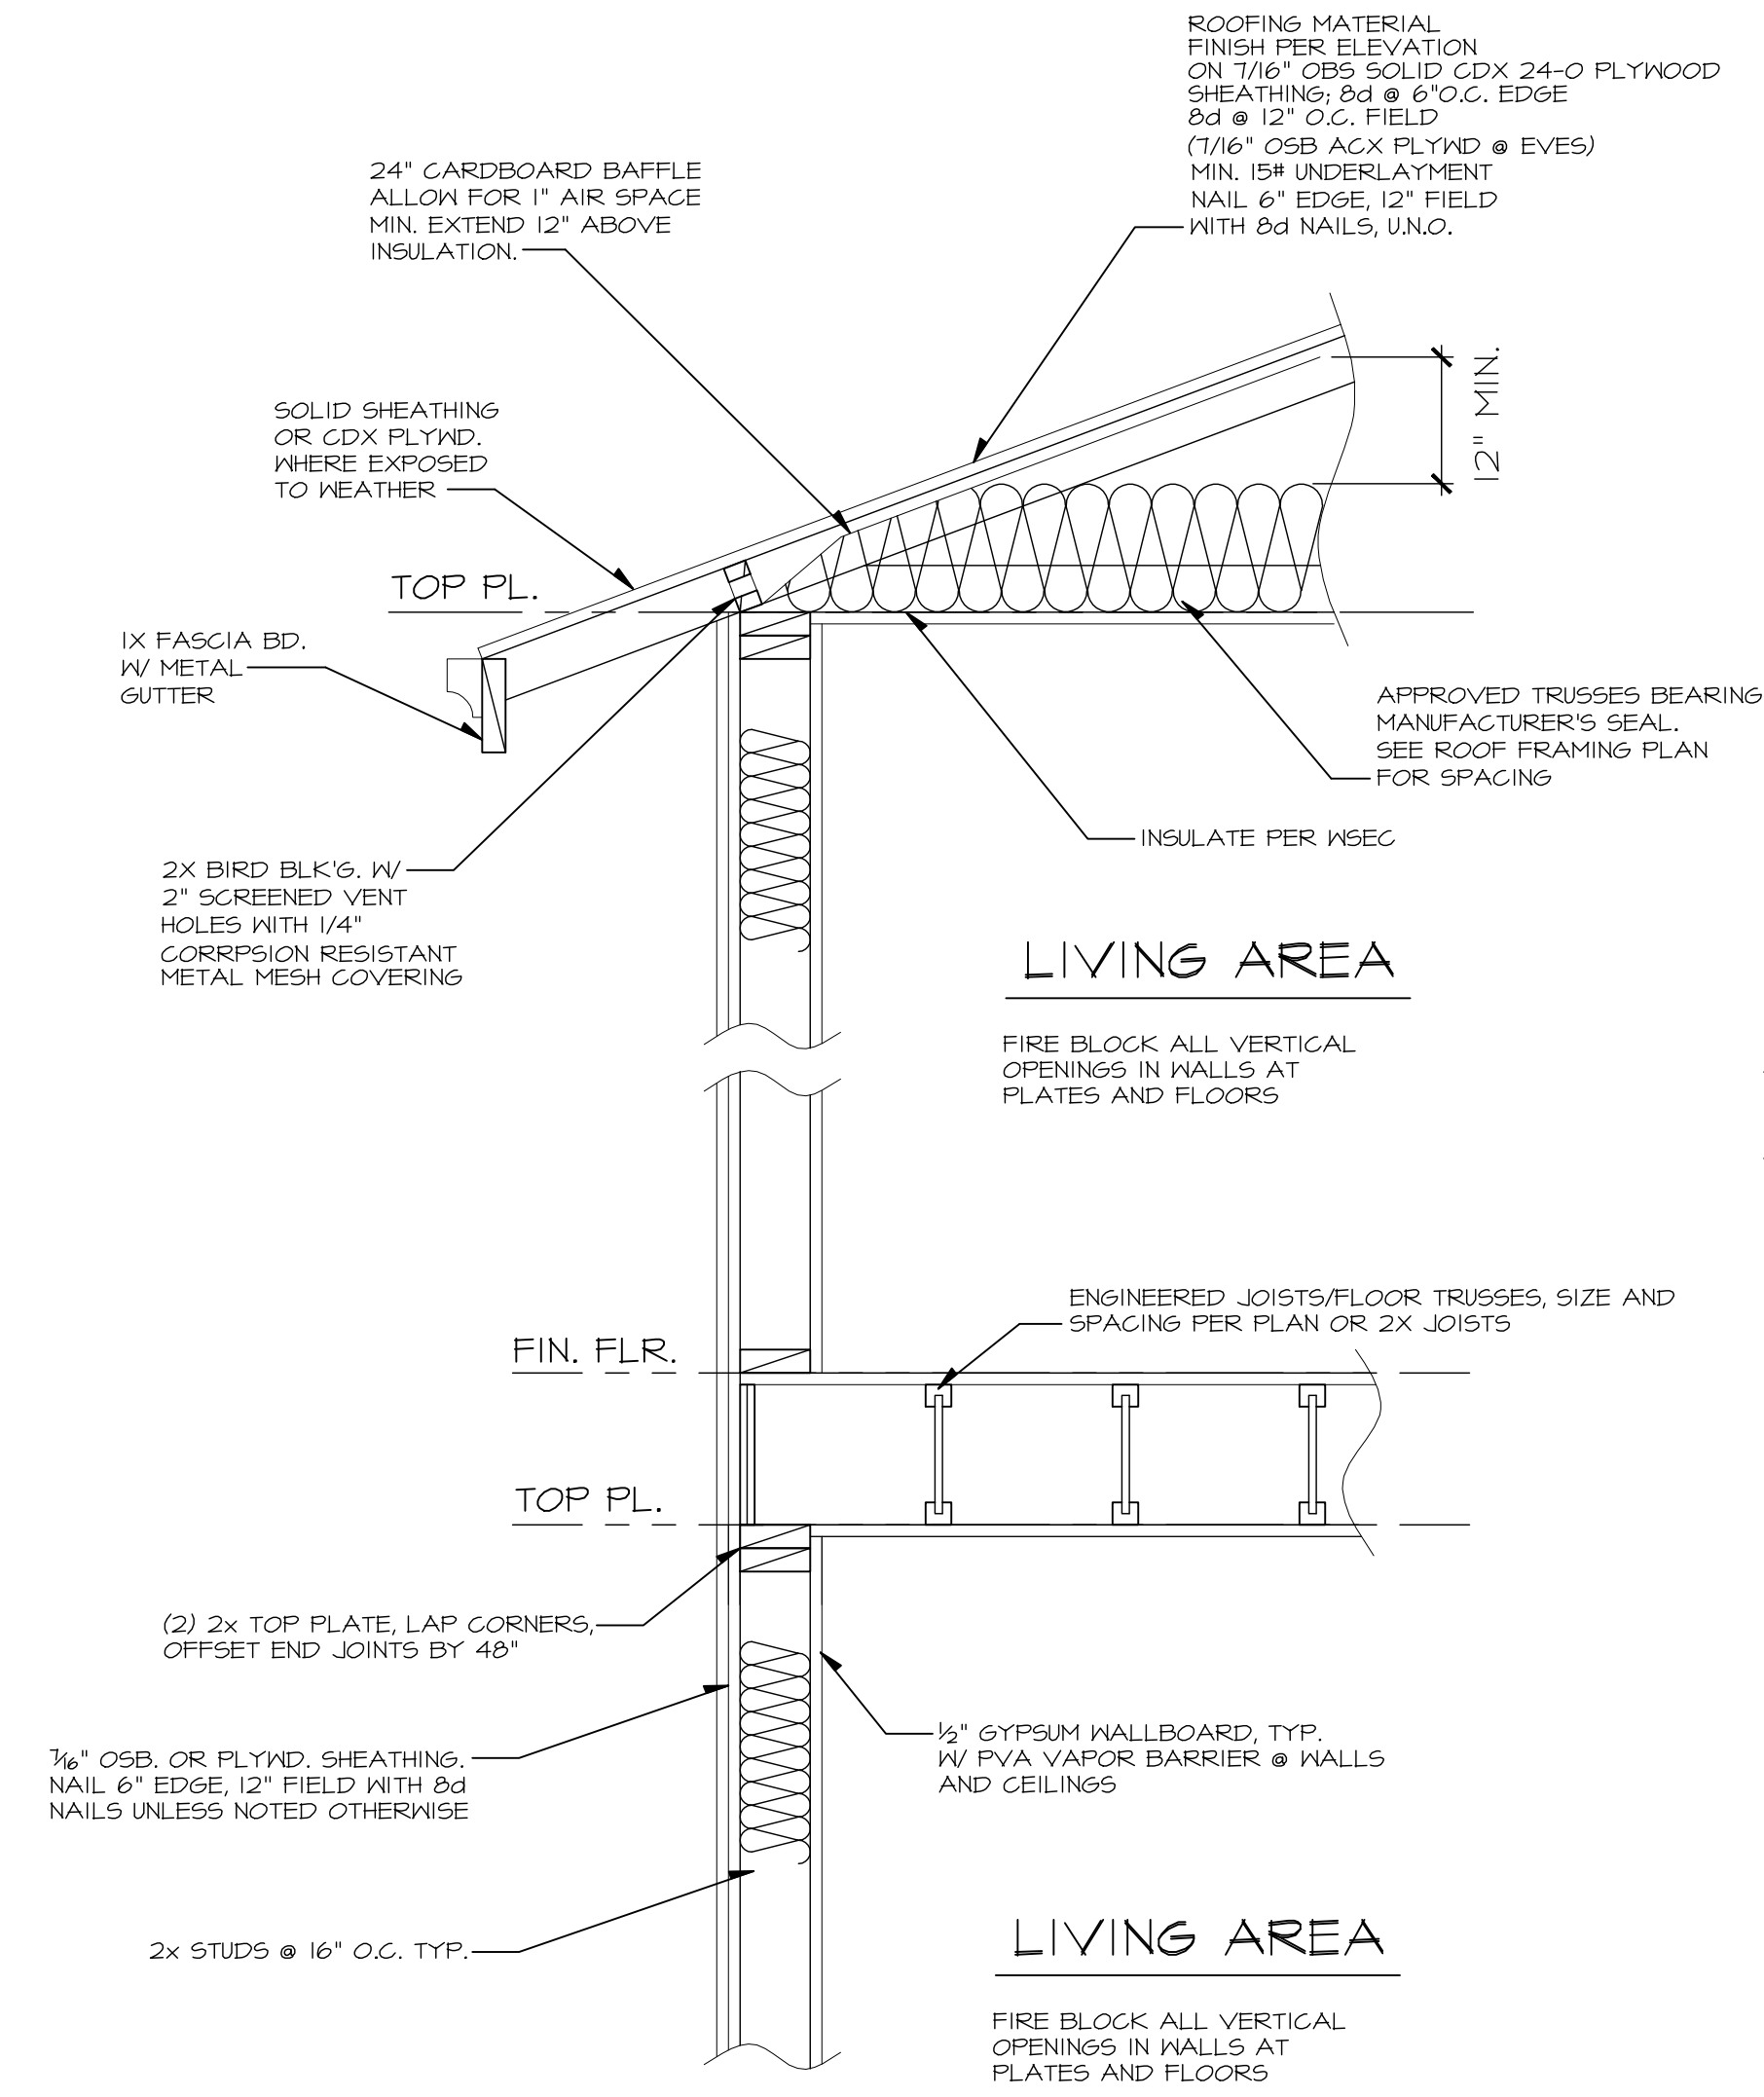 ROOFING MATERIAL
FINISH PER ELEVATION
ON 7/16" OBS SOLID CDX 24-O PLYWOOD
SHEATHING; 8d @ 6"O.C. EDGE
8d @ 12" O.C. FIELD
(7/16" OSB ACX PLYWD @ EVES)
MIN. 15# UNDERLAYMENT
NAIL 6" EDGE, 12" FIELD
WITH 8d NAILS, U.N.O.
24" CARDBOARD BAFFLE
ALLOW FOR 1" AIR SPACE
MIN. EXTEND 12" ABOVE
INSULATION.
12" MIN.
SOLID SHEATHING
OR CDX PLYWD.
WHERE EXPOSED
TO WEATHER
TOP PL.
1X FASCIA BD.
W/ METAL
GUTTER
APPROVED TRUSSES BEARING
MANUFACTURER'S SEAL.
SEE ROOF FRAMING PLAN
FOR SPACING
INSULATE PER WSEC
2X BIRD BLK'G. W/
2" SCREENED VENT
HOLES WITH 1/4"
CORRPSION RESISTANT
METAL MESH COVERING
LIVING AREA
FIRE BLOCK ALL VERTICAL
OPENINGS IN WALLS AT
PLATES AND FLOORS
ENGINEERED JOISTS/FLOOR TRUSSES, SIZE AND
SPACING PER PLAN OR 2X JOISTS
FIN. FLR.
TOP PL.
(2) 2x TOP PLATE, LAP CORNERS,
OFFSET END JOINTS BY 48"
½" GYPSUM WALLBOARD, TYP.
W/ PVA VAPOR BARRIER @ WALLS
AND CEILINGS
7/16" OSB. OR PLYWD. SHEATHING.
NAIL 6" EDGE, 12" FIELD WITH 8d
NAILS UNLESS NOTED OTHERWISE
2x STUDS @ 16" O.C. TYP.
LIVING AREA
FIRE BLOCK ALL VERTICAL
OPENINGS IN WALLS AT
PLATES AND FLOORS